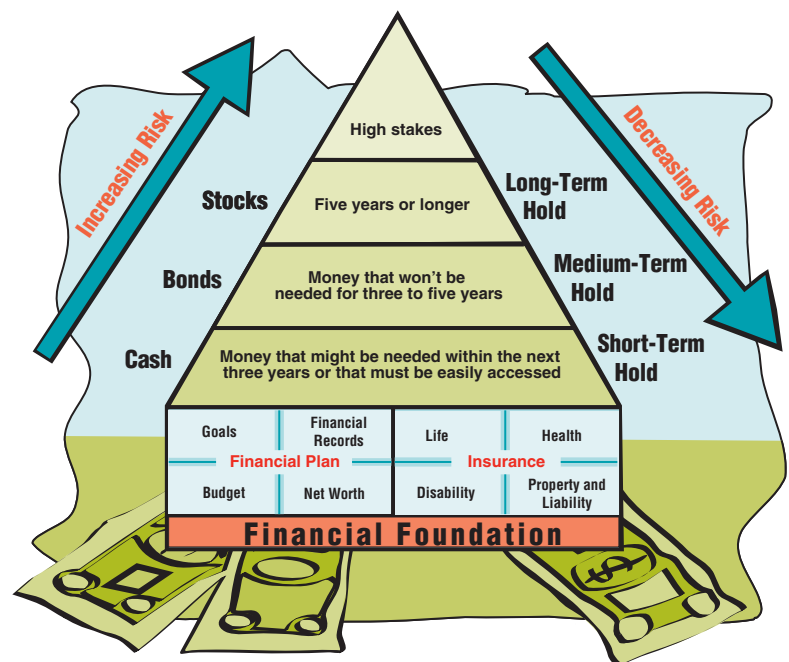 High stakes
Increasing Risk
Decreasing Risk
Stocks
Five years or longer
Long-Term
Hold
Bonds
Money that won't be
needed for three to five years
Medium-Term
Hold
Cash
Money that might be needed within the next
three years or that must be easily accessed
Short-Term
Hold
Goals
Financial
Records
Life
Health
Financial Plan
Insurance
Budget
Net Worth
Disability
Property and
Liability
Financial Foundation
$